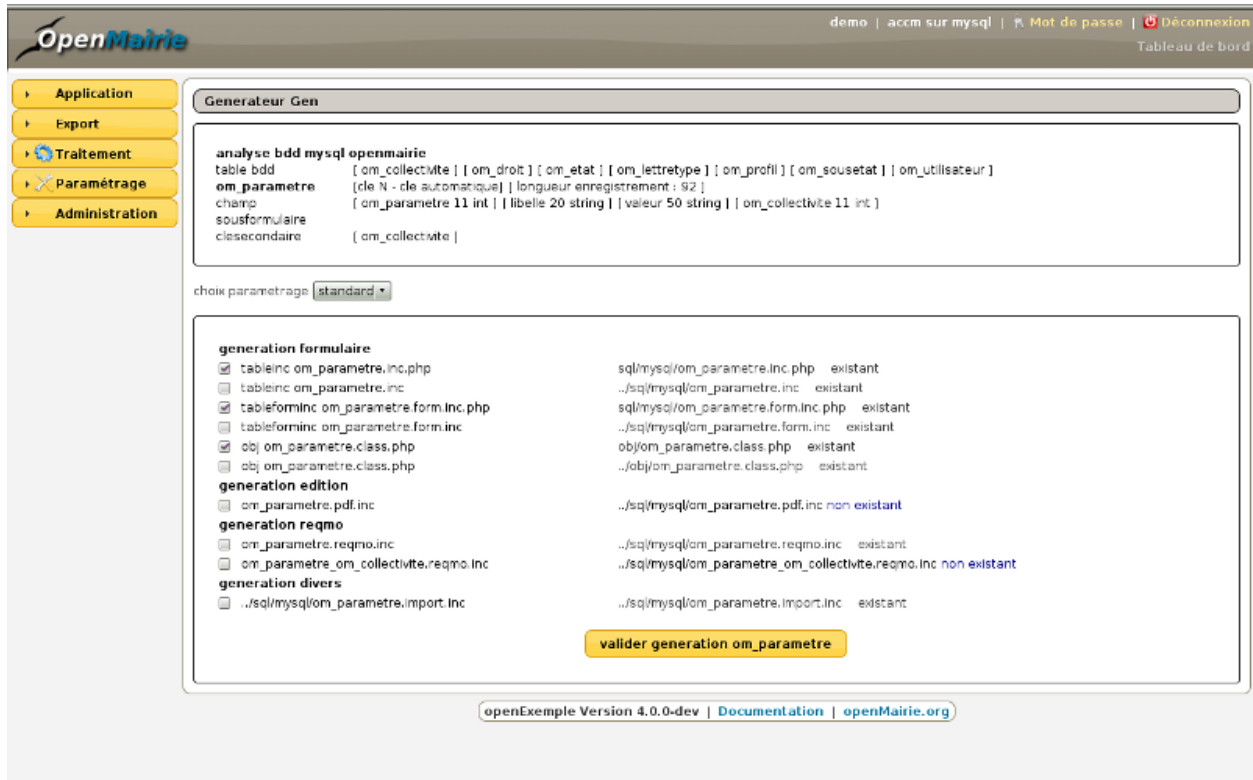 openMairie
demo | accm sur mysql | Mot de passe | Déconnexion
Tableau de bord
Application
Export
Traitement
Paramétrage
Administration
Generateur Gen
analyse bdd mysql openmairie
table bdd [ om_collectivite ] [ om_droit ] [ om_etat ] [ om_lettretype ] [ om_profil ] [ om_sousetat ] [ om_utilisateur ]
om_parametre [cle N - cle automatique] [ longueur enregistrement : 92 ]
champ [ om_parametre 11 int ] [ libelle 20 string ] [ valeur 50 string ] [ om_collectivite 11 int ]
sousformulaire
clesecondaire [ om_collectivite ]
choix parametrage standard
generation formulaire
tableinc om_parametre.inc.php sql/mysql/om_parametre.inc.php existant
tableinc om_parametre.inc ../sql/mysql/om_parametre.inc existant
tableforminc om_parametre.form.inc.php sql/mysql/om_parametre.form.inc.php existant
tableforminc om_parametre.form.inc ../sql/mysql/om_parametre.form.inc existant
obj om_parametre.class.php obj/om_parametre.class.php existant
obj om_parametre.class.php ../obj/om_parametre.class.php existant
generation edition
om_parametre.pdf.inc ../sql/mysql/om_parametre.pdf.inc non existant
generation reqmo
om_parametre.reqmo.inc ../sql/mysql/om_parametre.reqmo.inc existant
om_parametre_om_collectivite.reqmo.inc ../sql/mysql/om_parametre_om_collectivite.reqmo.inc non existant
generation divers
../sql/mysql/om_parametre.import.inc ../sql/mysql/om_parametre.import.inc existant
valider generation om_parametre
openExemple Version 4.0.0-dev | Documentation | openMairie.org